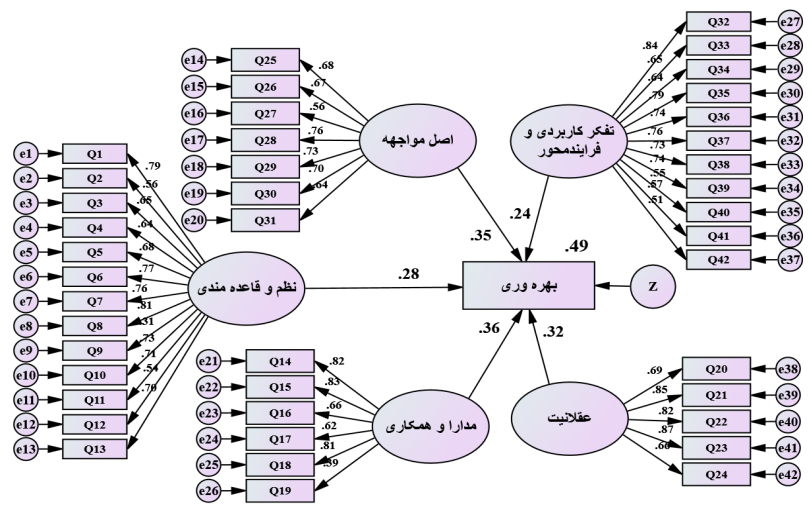 e14
Q25
.68
e15
Q26
.67
e16
Q27
.56
e17
Q28
.76
e18
Q29
.73
e19
Q30
.70
e20
Q31
.64
اصل مواجهه
.35
Q32
e27
.84
Q33
e28
.65
Q34
e29
.64
Q35
e30
.79
Q36
e31
.74
Q37
e32
.76
Q38
e33
.73
Q39
e34
.74
Q40
e35
.55
Q41
e36
.57
Q42
e37
.51
تفکر کاربردی و
فرایندمحور
.24
e1
Q1
.79
e2
Q2
.56
e3
Q3
.65
e4
Q4
.64
e5
Q5
.68
e6
Q6
.77
e7
Q7
.76
e8
Q8
.81
e9
Q9
.31
e10
Q10
.73
e11
Q11
.71
e12
Q12
.54
e13
Q13
.70
نظم و قاعده مندی
.28
.49
بهره وری
Z
e21
Q14
.82
e22
Q15
.83
e23
Q16
.66
e24
Q17
.62
e25
Q18
.81
e26
Q19
مدارا و همکاری
.36
.32
عقلانیت
.69
Q20
e38
.85
Q21
e39
.82
Q22
e40
.87
Q23
e41
Q24
e42